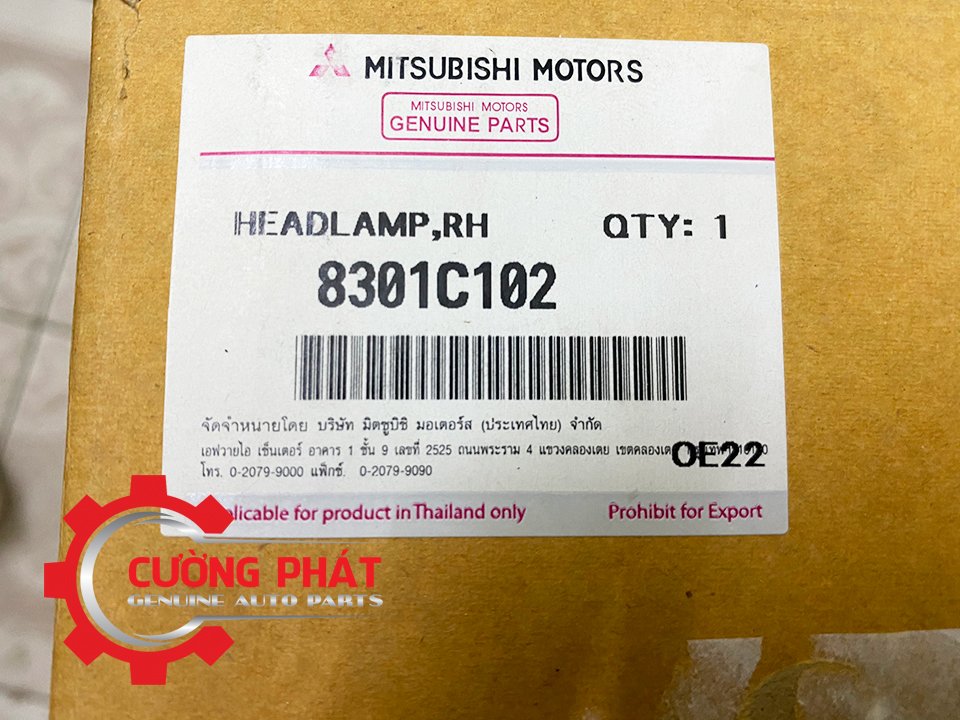 MITSUBISHI MOTORS
MITSUBISHI MOTORS
GENUINE PARTS
HEADLAMP,RH QTY: 1
8301C102
จัดจำหน่ายโดย บริษัท มิตซูบิชิ มอเตอร์ส (ประเทศไทย) จำกัด
เอฟวายไอ เซ็นเตอร์ อาคาร 1 ชั้น 9 เลขที่ 2525 ถนนพระราม 4 แขวงคลองเตย เขตคลองเตย
OE22
โทร. 0-2079-9000 แฟ็กซ์. 0-2079-9090
for product in Thailand only Prohibit for Export
CƯỜNG PHÁT
GENUINE AUTO PARTS